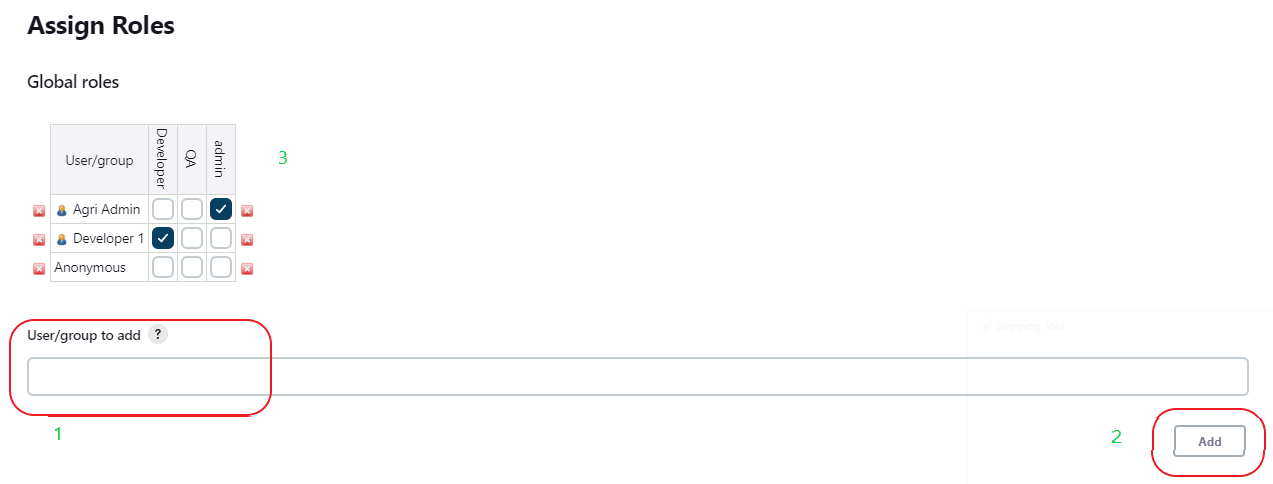 Assign Roles
Global roles
User/group Developer QA admin
3
Agri Admin
Developer 1
Anonymous
User/group to add ?
Snipping Tool
1
2
Add